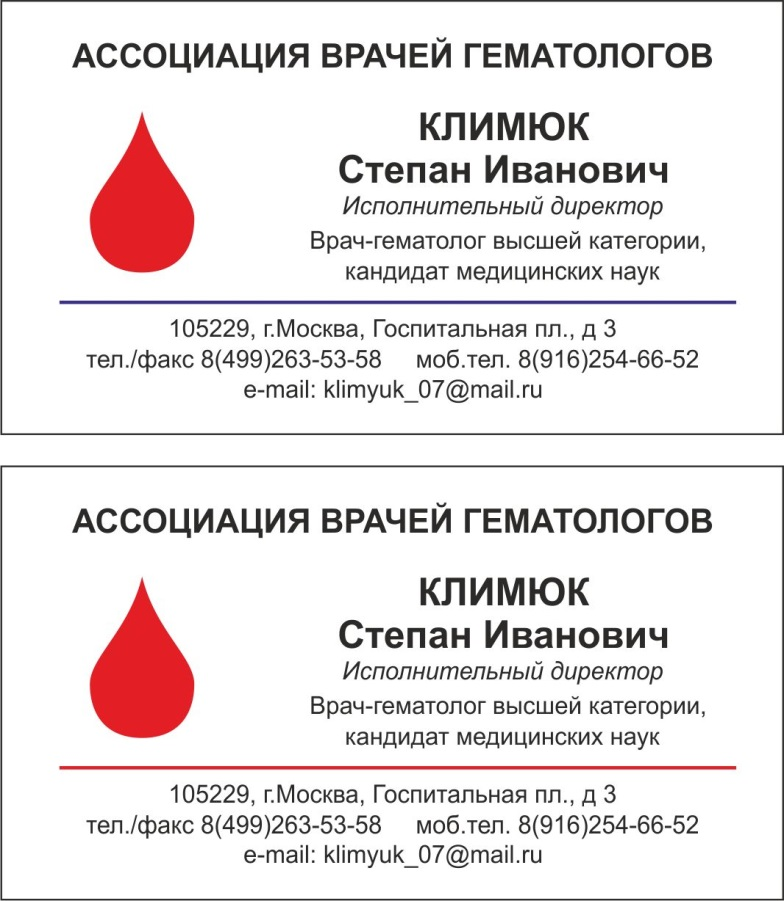 АССОЦИАЦИЯ ВРАЧЕЙ ГЕМАТОЛОГОВ
КЛИМЮК
Степан Иванович
Исполнительный директор
Врач-гематолог высшей категории,
кандидат медицинских наук
105229, г.Москва, Госпитальная пл., д 3
тел./факс 8(499)263-53-58 моб.тел. 8(916)254-66-52
e-mail: klimyuk_07@mail.ru
АССОЦИАЦИЯ ВРАЧЕЙ ГЕМАТОЛОГОВ
КЛИМЮК
Степан Иванович
Исполнительный директор
Врач-гематолог высшей категории,
кандидат медицинских наук
105229, г.Москва, Госпитальная пл., д 3
тел./факс 8(499)263-53-58 моб.тел. 8(916)254-66-52
e-mail: klimyuk_07@mail.ru